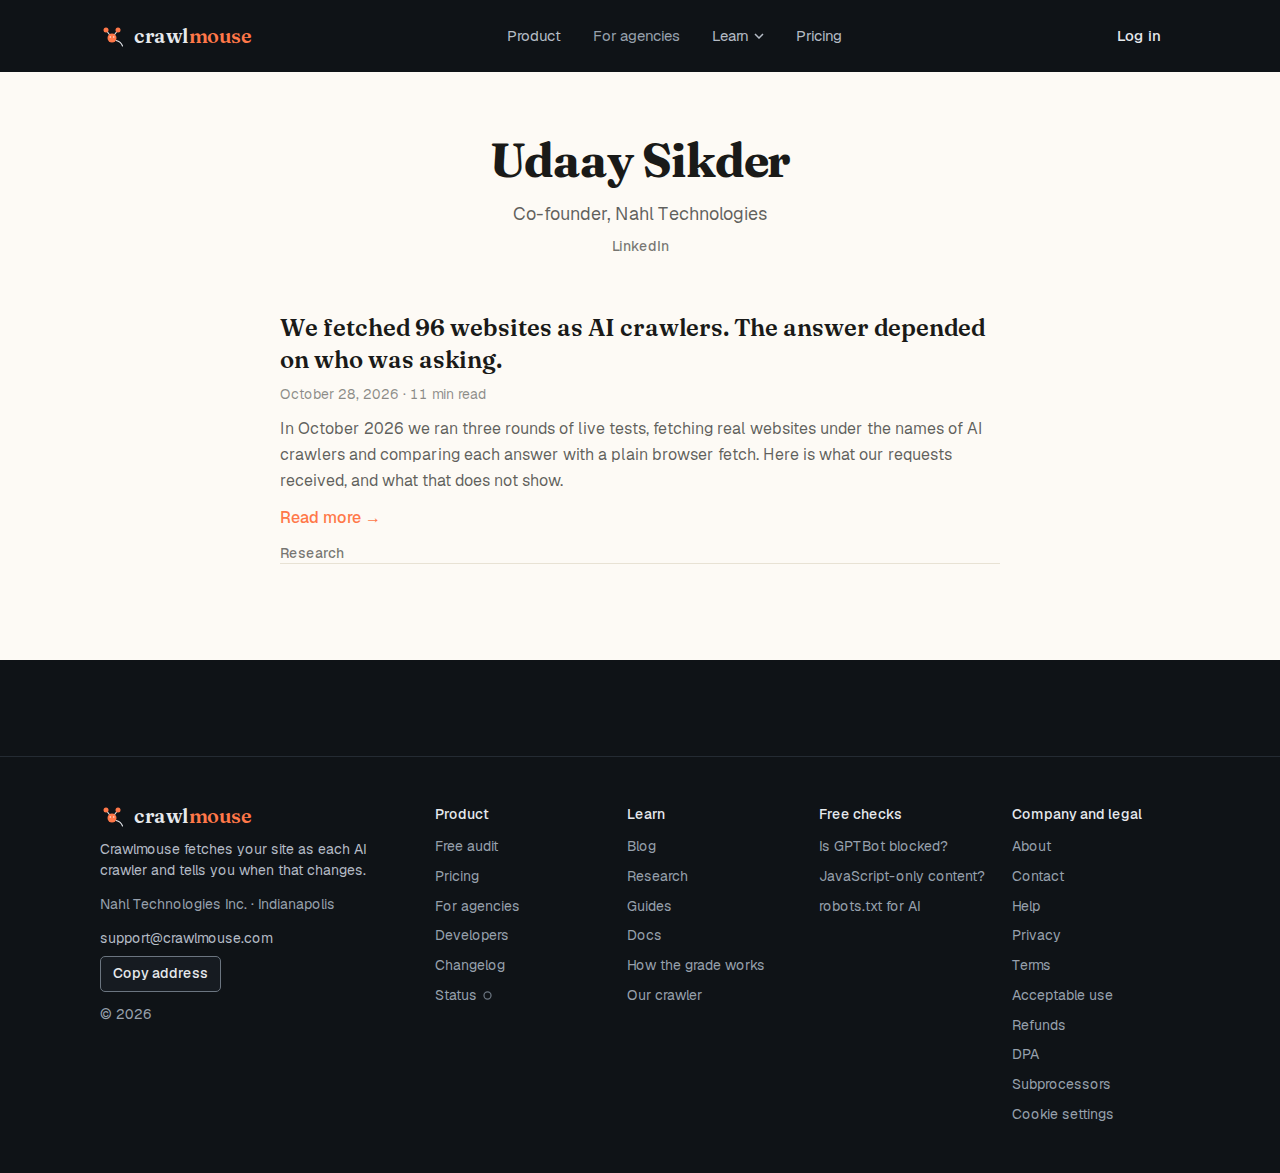 crawlmouse
Product
For agencies
Learn
Pricing
Log in
Udaay Sikder
Co-founder, Nahl Technologies
LinkedIn
We fetched 96 websites as AI crawlers. The answer depended
on who was asking.
October 28, 2026 · 11 min read
In October 2026 we ran three rounds of live tests, fetching real websites under the names of AI
crawlers and comparing each answer with a plain browser fetch. Here is what our requests
received, and what that does not show.
Read more →
Research
crawlmouse
Crawlmouse fetches your site as each AI
crawler and tells you when that changes.
Nahl Technologies Inc. · Indianapolis
support@crawlmouse.com
Copy address
© 2026
Product
Free audit
Pricing
For agencies
Developers
Changelog
Status
Learn
Blog
Research
Guides
Docs
How the grade works
Our crawler
Free checks
Is GPTBot blocked?
JavaScript-only content?
robots.txt for AI
Company and legal
About
Contact
Help
Privacy
Terms
Acceptable use
Refunds
DPA
Subprocessors
Cookie settings